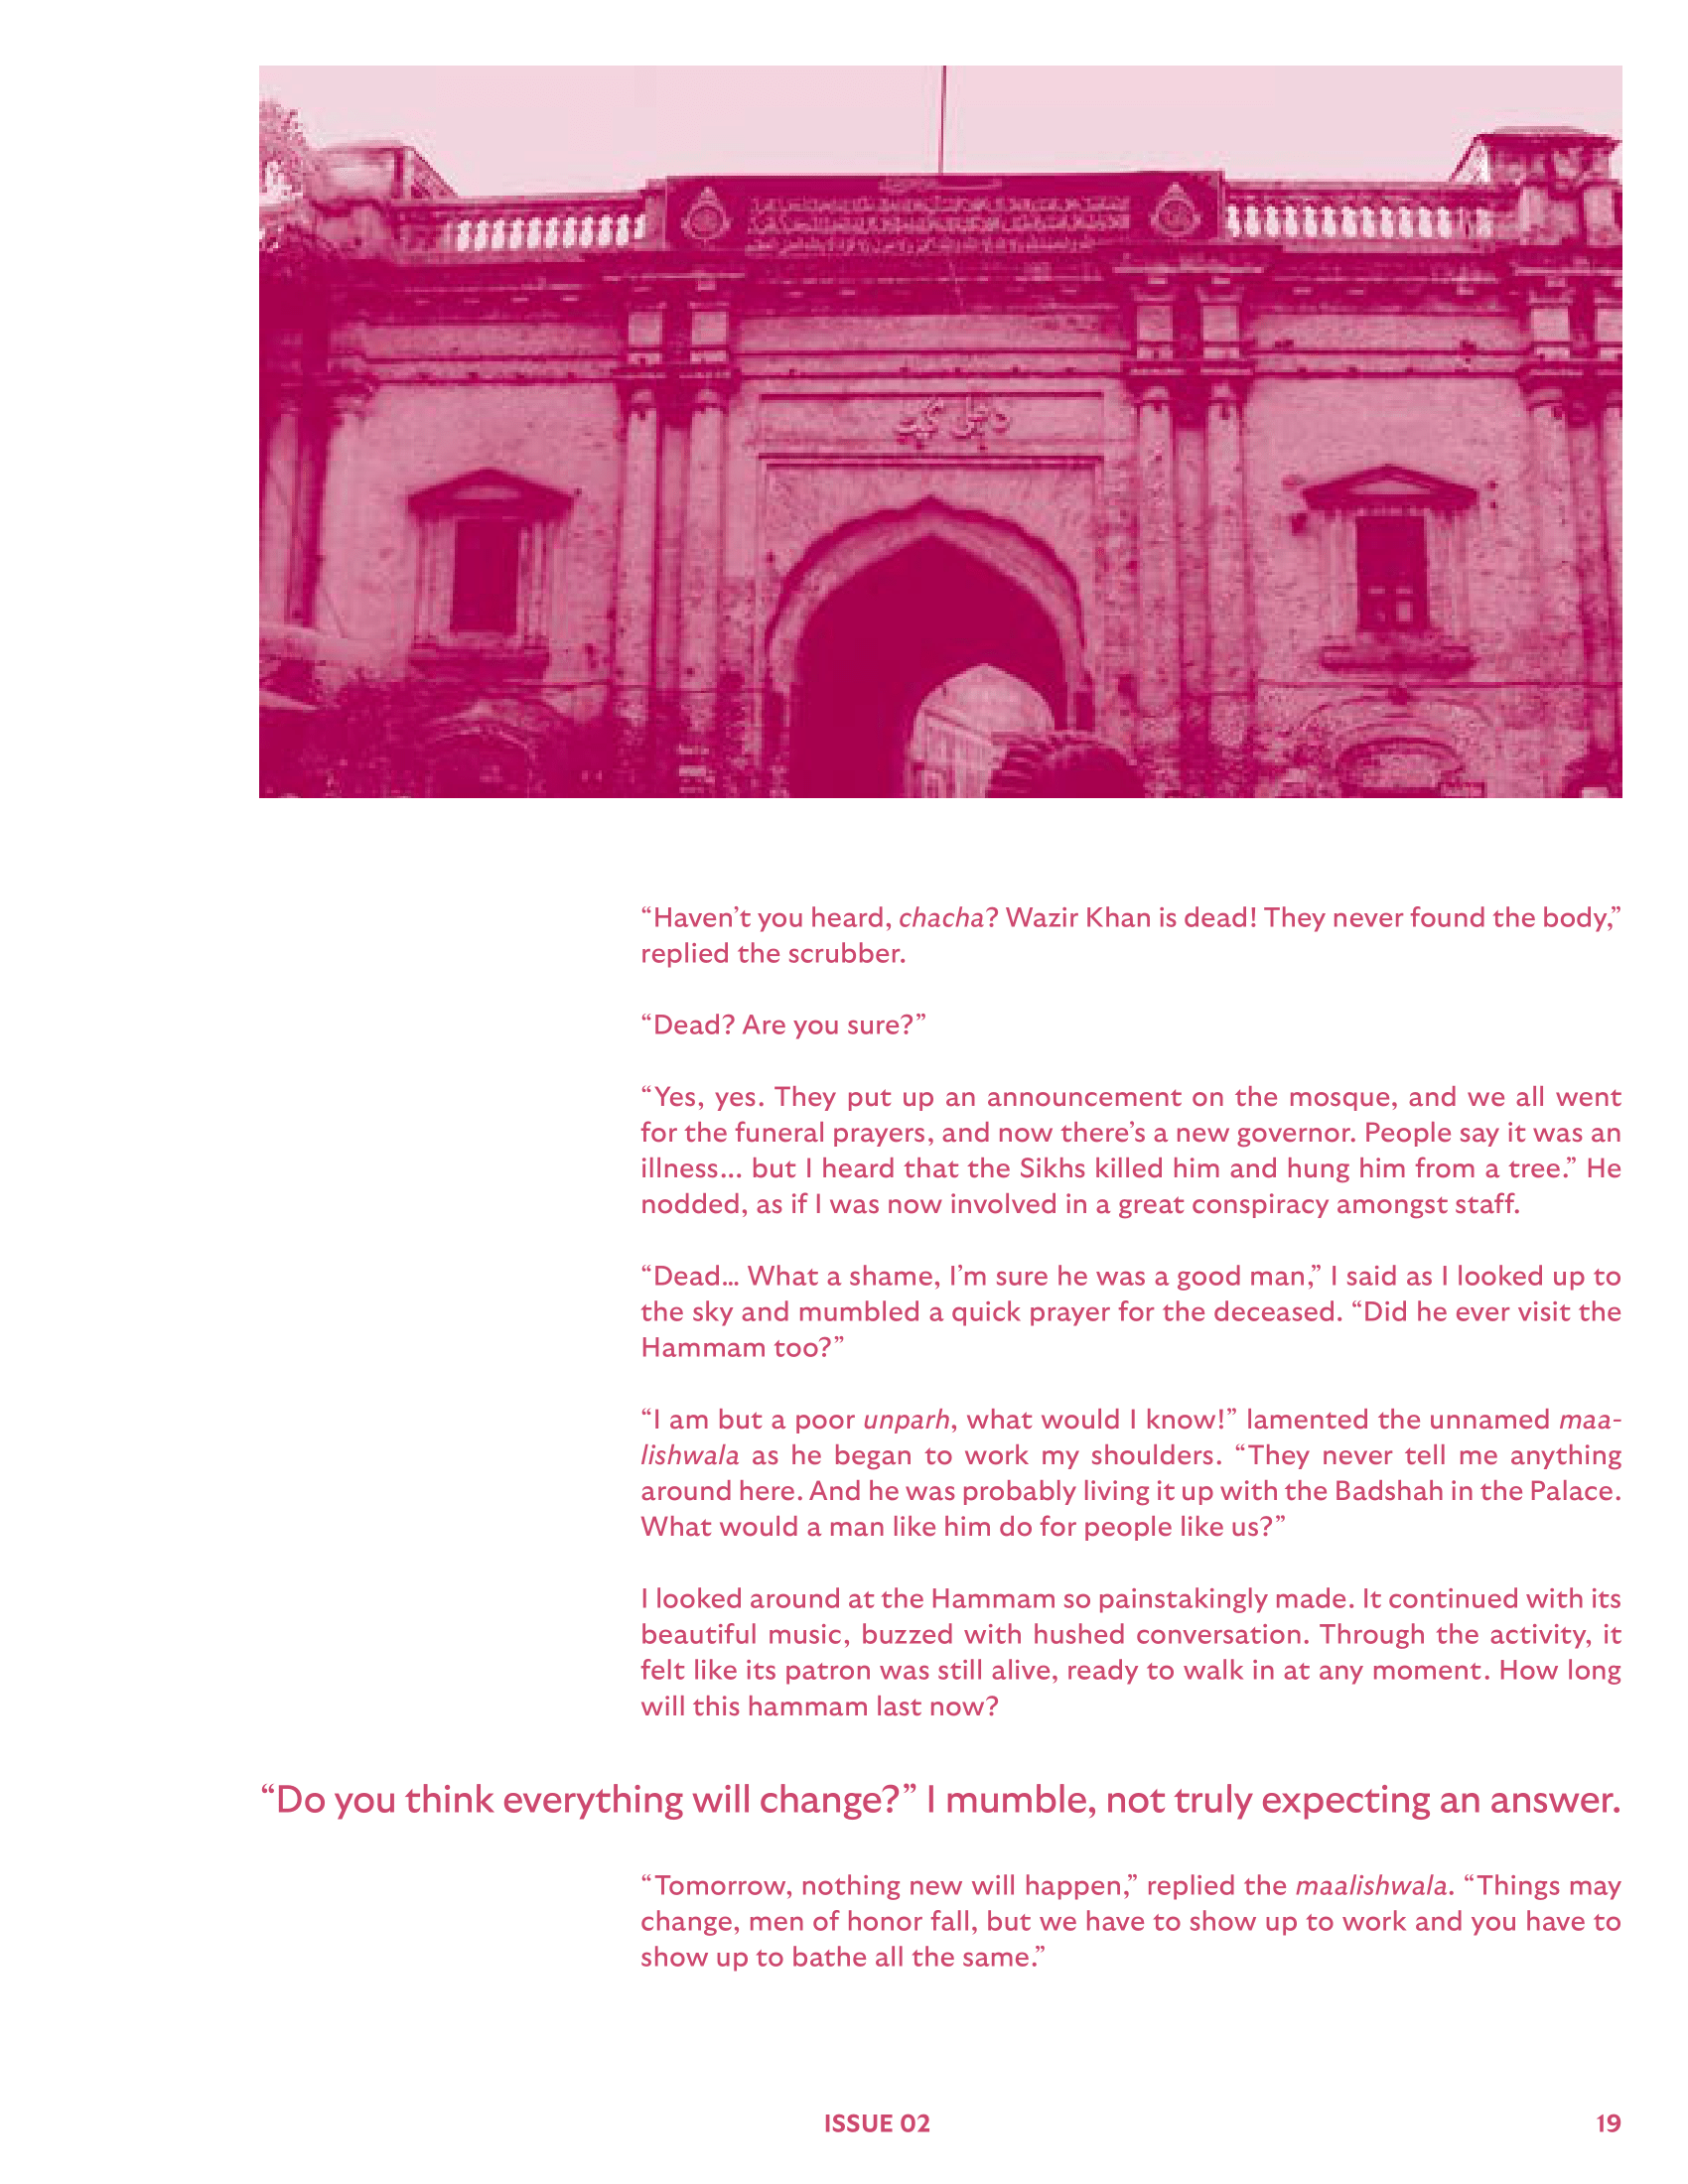 دہلی گیٹ
“Haven’t you heard, chacha? Wazir Khan is dead! They never found the body,”
replied the scrubber.
“Dead? Are you sure?”
“Yes, yes. They put up an announcement on the mosque, and we all went
for the funeral prayers, and now there’s a new governor. People say it was an
illness... but I heard that the Sikhs killed him and hung him from a tree.” He
nodded, as if I was now involved in a great conspiracy amongst staff.
“Dead... What a shame, I’m sure he was a good man,” I said as I looked up to
the sky and mumbled a quick prayer for the deceased. “Did he ever visit the
Hammam too?”
“I am but a poor unparh, what would I know!” lamented the unnamed maa-
lishwala as he began to work my shoulders. “They never tell me anything
around here. And he was probably living it up with the Badshah in the Palace.
What would a man like him do for people like us?”
I looked around at the Hammam so painstakingly made. It continued with its
beautiful music, buzzed with hushed conversation. Through the activity, it
felt like its patron was still alive, ready to walk in at any moment. How long
will this hammam last now?
“Do you think everything will change?” I mumble, not truly expecting an answer.
“Tomorrow, nothing new will happen,” replied the maalishwala. “Things may
change, men of honor fall, but we have to show up to work and you have to
show up to bathe all the same.”
ISSUE 02
19